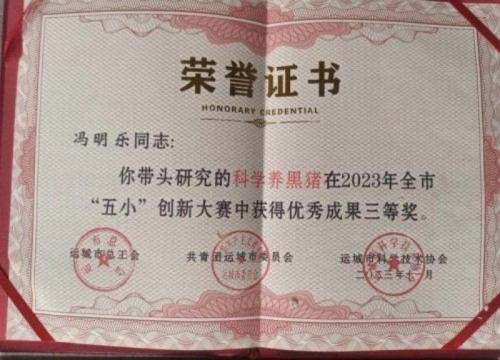 荣誉证书
HONORARY CREDENTIAL
冯明乐同志:
你带头研究的科学养黑猪在2023年全市
“五小”创新大赛中获得优秀成果三等奖。
运城市总工会 共青团运城市委员会 运城市科学技术协会
二〇二三年十一月